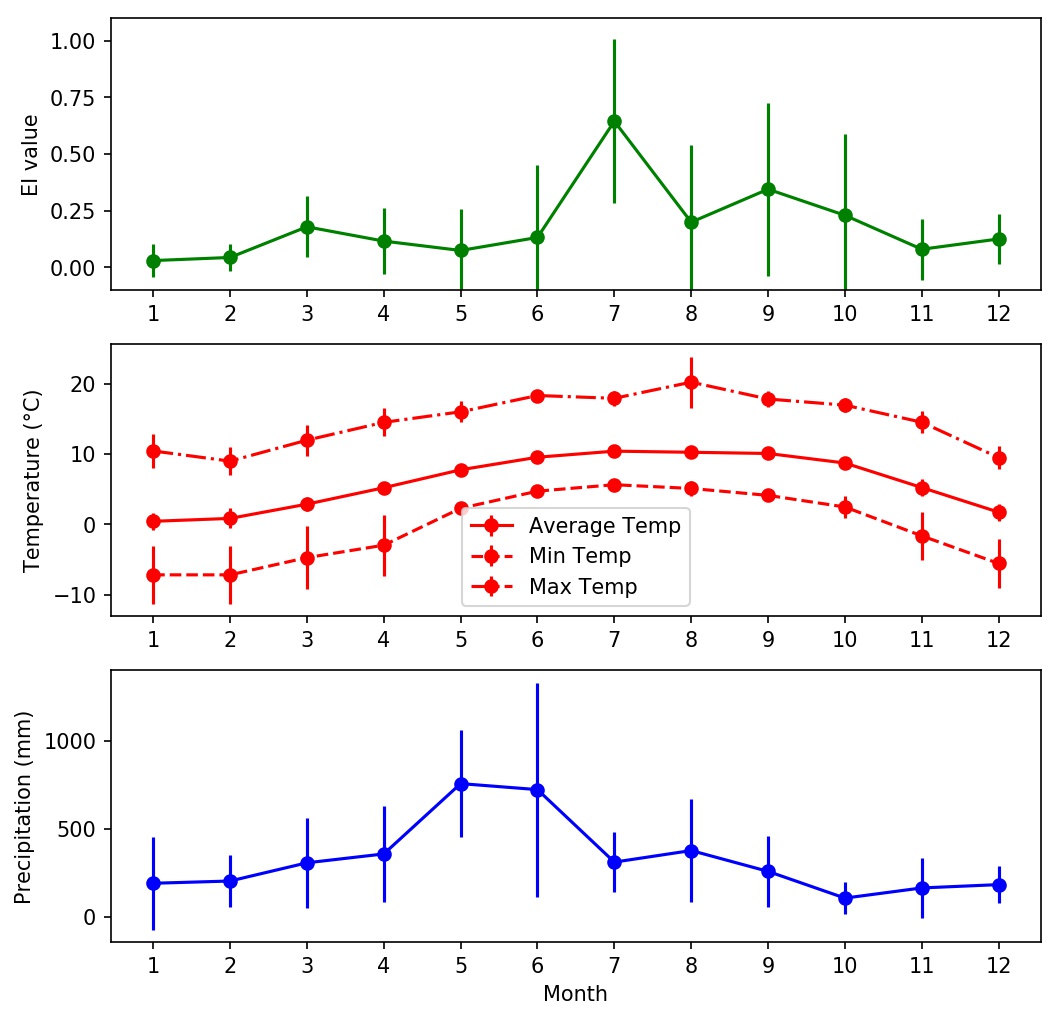 EI value
1.00
0.75
0.50
0.25
0.00
1 2 3 4 5 6 7 8 9 10 11 12
Temperature (°C)
20
10
0
−10
Average Temp
Min Temp
Max Temp
1 2 3 4 5 6 7 8 9 10 11 12
Precipitation (mm)
1000
500
0
1 2 3 4 5 6 7 8 9 10 11 12
Month